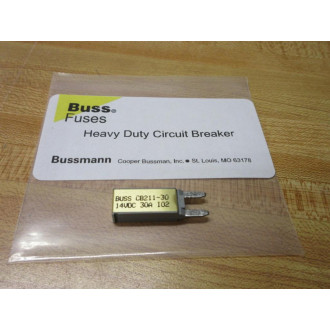 Buss®
Fuses
Heavy Duty Circuit Breaker
Bussmann Cooper Bussman, Inc. ● St. Louis, MO 63178
BUSS CB211-30
14VDC 30A 102